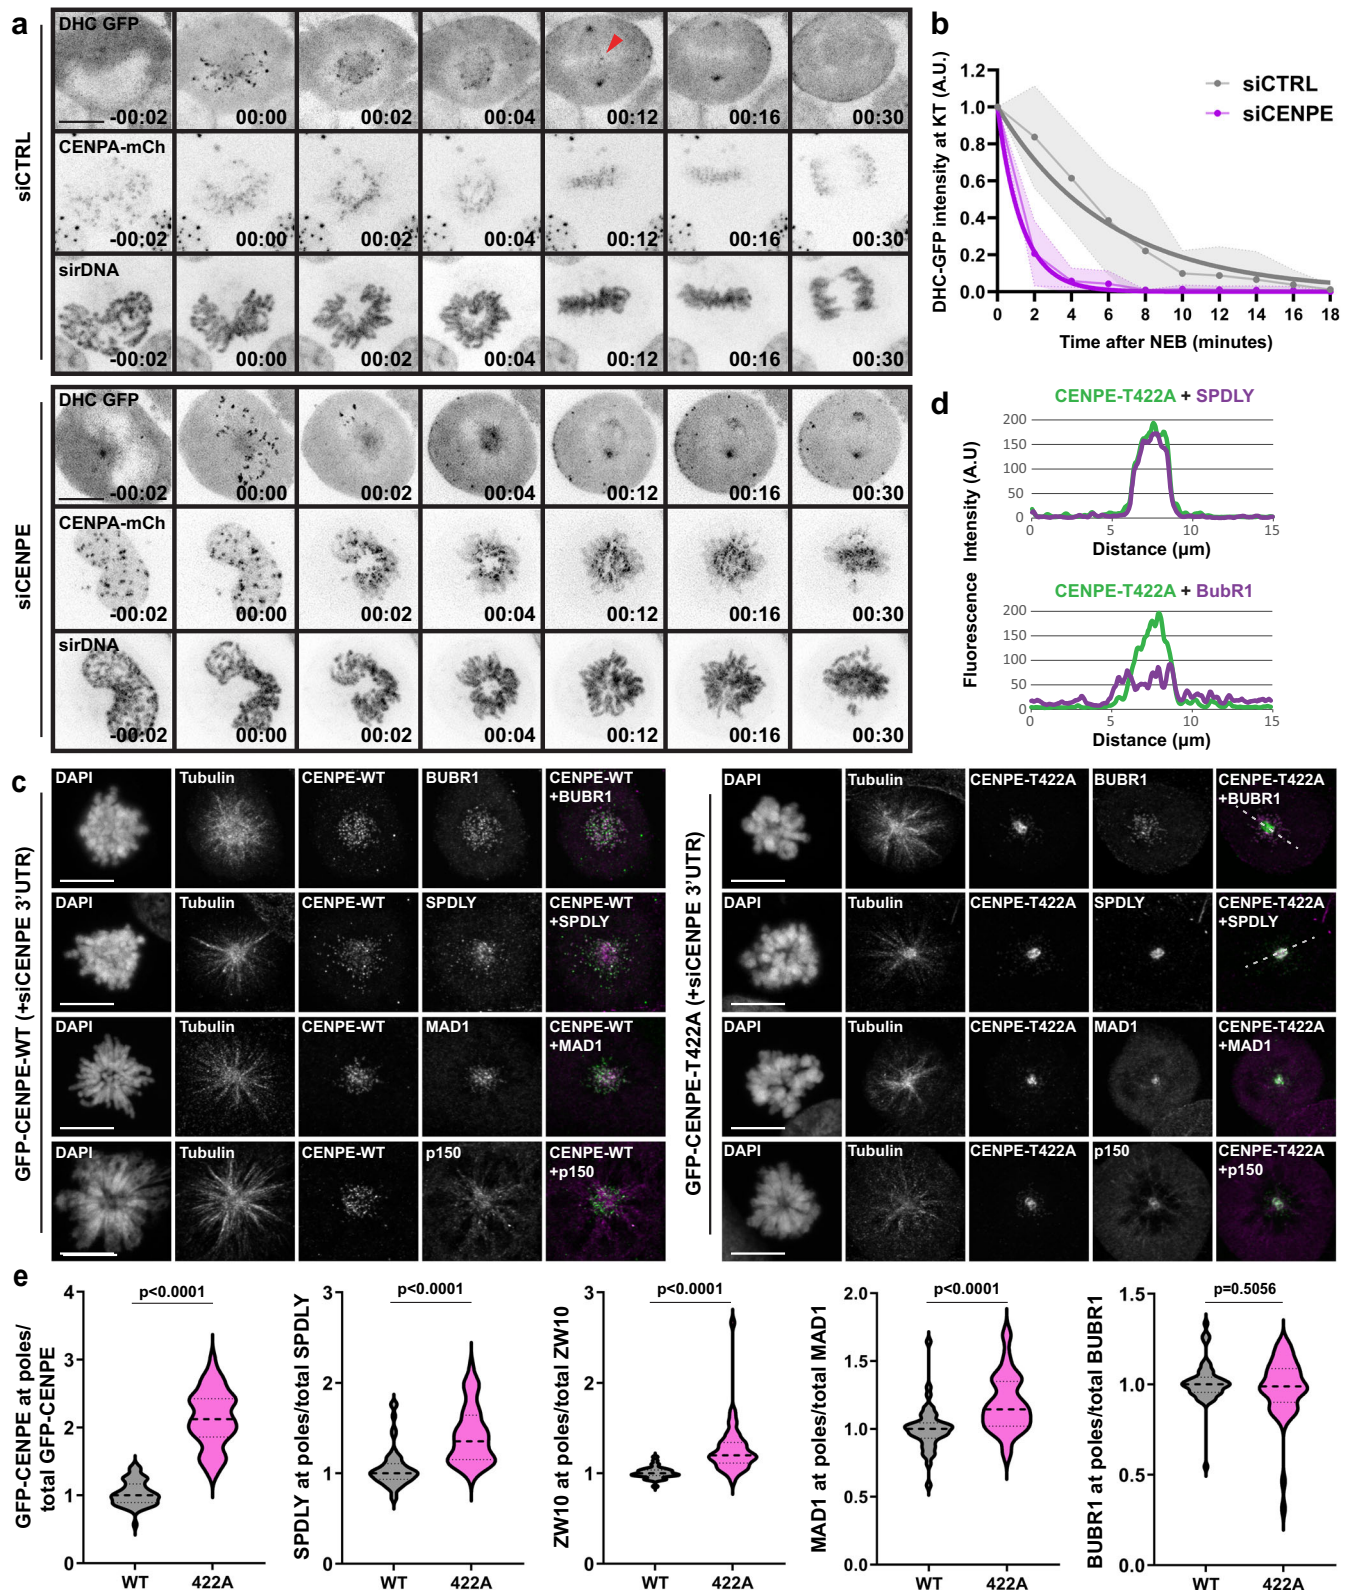 a
siCTRL
DHC GFP
-00:02 00:00 00:02 00:04 00:12 00:16 00:30
CENPA-mCh
-00:02 00:00 00:02 00:04 00:12 00:16 00:30
sirDNA
-00:02 00:00 00:02 00:04 00:12 00:16 00:30
siCENPE
DHC GFP
-00:02 00:00 00:02 00:04 00:12 00:16 00:30
CENPA-mCh
-00:02 00:00 00:02 00:04 00:12 00:16 00:30
sirDNA
-00:02 00:00 00:02 00:04 00:12 00:16 00:30
b
DHC-GFP intensity at KT (A.U.)
1.2
1.0
0.8
0.6
0.4
0.2
0.0
0 2 4 6 8 10 12 14 16 18
Time after NEB (minutes)
siCTRL
siCENPE
d
Fluorescence Intensity (A.U)
CENPE-T422A + SPDLY
200
150
100
50
0
0 5 10 15
Distance (µm)
CENPE-T422A + BubR1
200
150
100
50
0
0 5 10 15
Distance (µm)
c
GFP-CENPE-WT (+siCENPE 3'UTR)
DAPI Tubulin CENPE-WT BUBR1 CENPE-WT
+BUBR1
DAPI Tubulin CENPE-WT SPDLY CENPE-WT
+SPDLY
DAPI Tubulin CENPE-WT MAD1 CENPE-WT
+MAD1
DAPI Tubulin CENPE-WT p150 CENPE-WT
+p150
GFP-CENPE-T422A (+siCENPE 3'UTR)
DAPI Tubulin CENPE-T422A BUBR1 CENPE-T422A
+BUBR1
DAPI Tubulin CENPE-T422A SPDLY CENPE-T422A
+SPDLY
DAPI Tubulin CENPE-T422A MAD1 CENPE-T422A
+MAD1
DAPI Tubulin CENPE-T422A p150 CENPE-T422A
+p150
e
GFP-CENPE at poles/
total GFP-CENPE
4
3
2
1
0
p<0.0001
WT 422A
SPDLY at poles/total SPDLY
3
2
1
0
p<0.0001
WT 422A
ZW10 at poles/total ZW10
3
2
1
0
p<0.0001
WT 422A
MAD1 at poles/total MAD1
2.0
1.5
1.0
0.5
0.0
p<0.0001
WT 422A
BUBR1 at poles/total BUBR1
1.5
1.0
0.5
0.0
p=0.5056
WT 422A